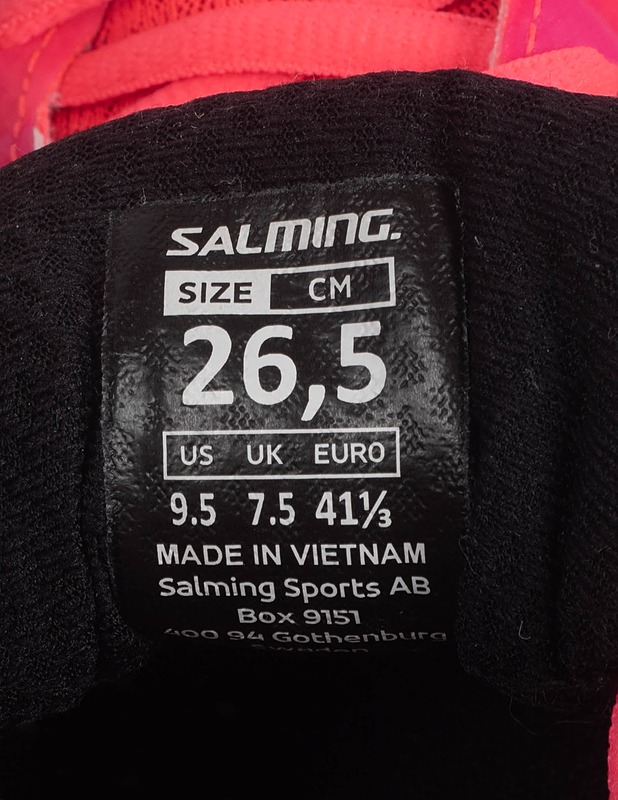 SALMING.
SIZE CM
26,5
US UK EURO
9.5 7.5 41⅓
MADE IN VIETNAM
Salming Sports AB
Box 9151
400 94 Gothenburg
Sweden